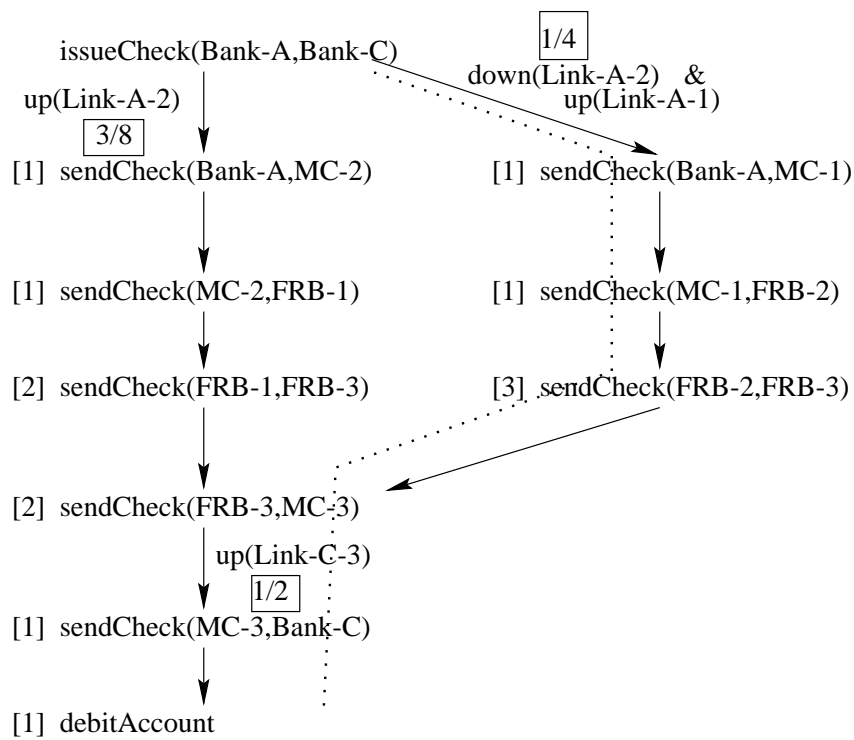 1/4
issueCheck(Bank-A,Bank-C)
down(Link-A-2) &
up(Link-A-2)
up(Link-A-1)
3/8
[1] sendCheck(Bank-A,MC-2)
[1] sendCheck(Bank-A,MC-1)
[1] sendCheck(MC-2,FRB-1)
[1] sendCheck(MC-1,FRB-2)
[2] sendCheck(FRB-1,FRB-3)
[3] sendCheck(FRB-2,FRB-3)
[2] sendCheck(FRB-3,MC-3)
up(Link-C-3)
1/2
[1] sendCheck(MC-3,Bank-C)
[1] debitAccount